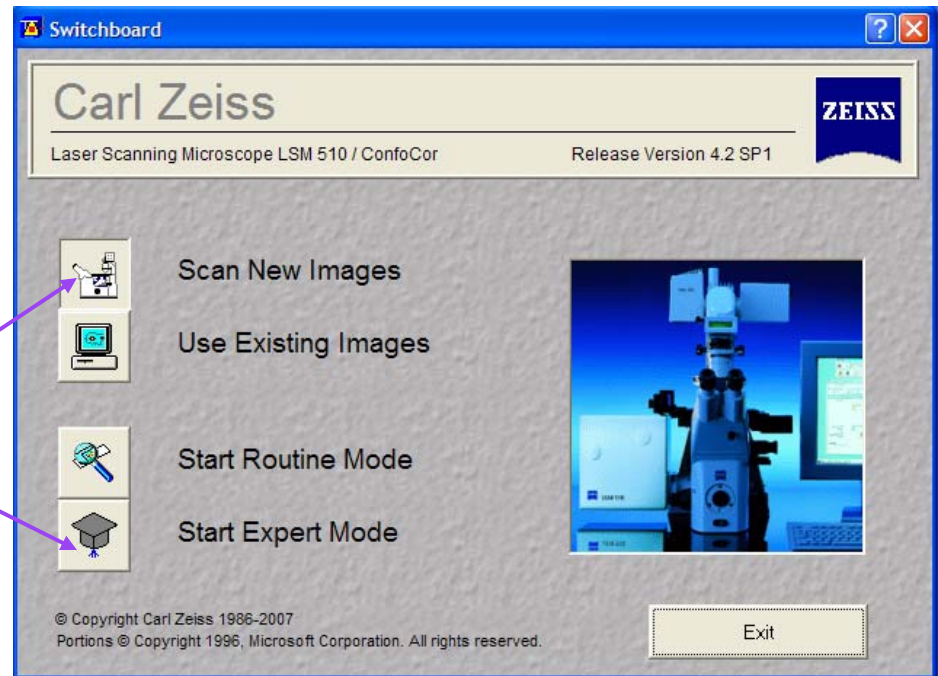 Switchboard
Carl Zeiss
ZEISS
Laser Scanning Microscope LSM 510 / ConfoCor Release Version 4.2 SP1
Scan New Images
Use Existing Images
Start Routine Mode
Start Expert Mode
© Copyright Carl Zeiss 1986-2007
Portions © Copyright 1996, Microsoft Corporation. All rights reserved.
Exit